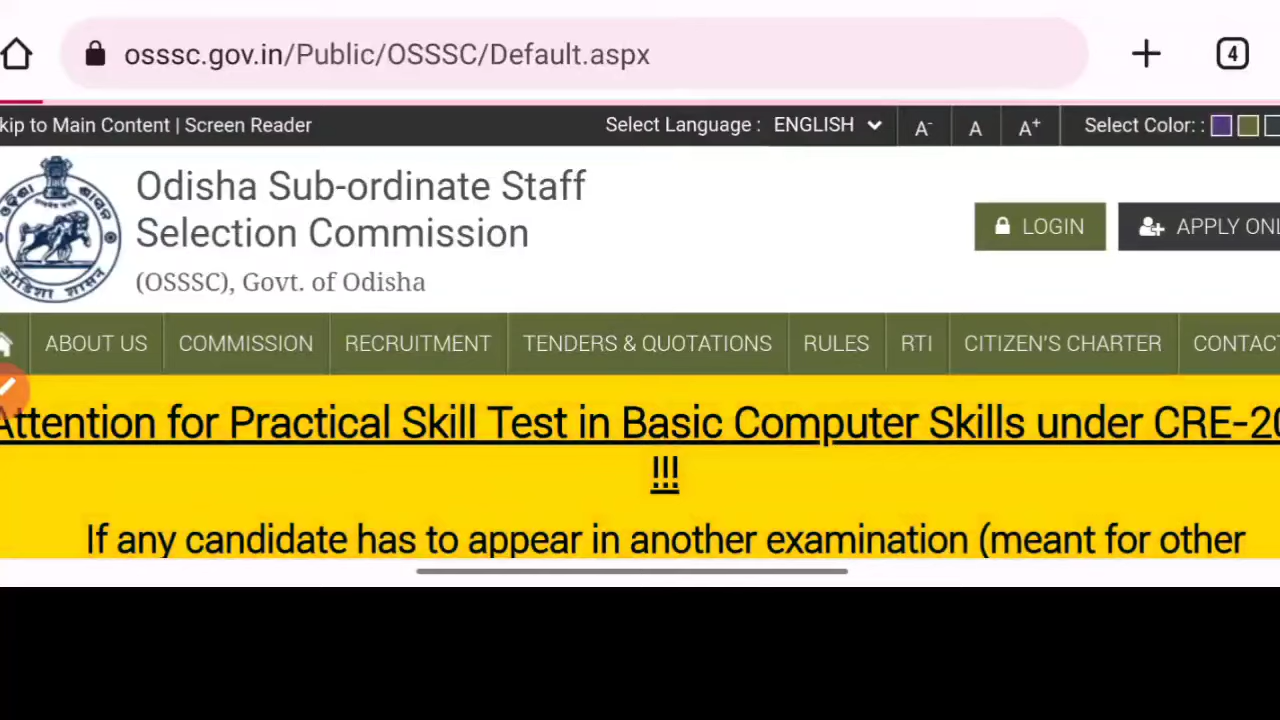 osssc.gov.in/Public/OSSSC/Default.aspx
4
kip to Main Content | Screen Reader
Select Language : ENGLISH
A-
A
A+
Select Color: :
Odisha Sub-ordinate Staff
Selection Commission
(OSSSC), Govt. of Odisha
LOGIN
APPLY ONL
ABOUT US
COMMISSION
RECRUITMENT
TENDERS & QUOTATIONS
RULES
RTI
CITIZEN'S CHARTER
CONTAC
Attention for Practical Skill Test in Basic Computer Skills under CRE-20
!!!
If any candidate has to appear in another examination (meant for other